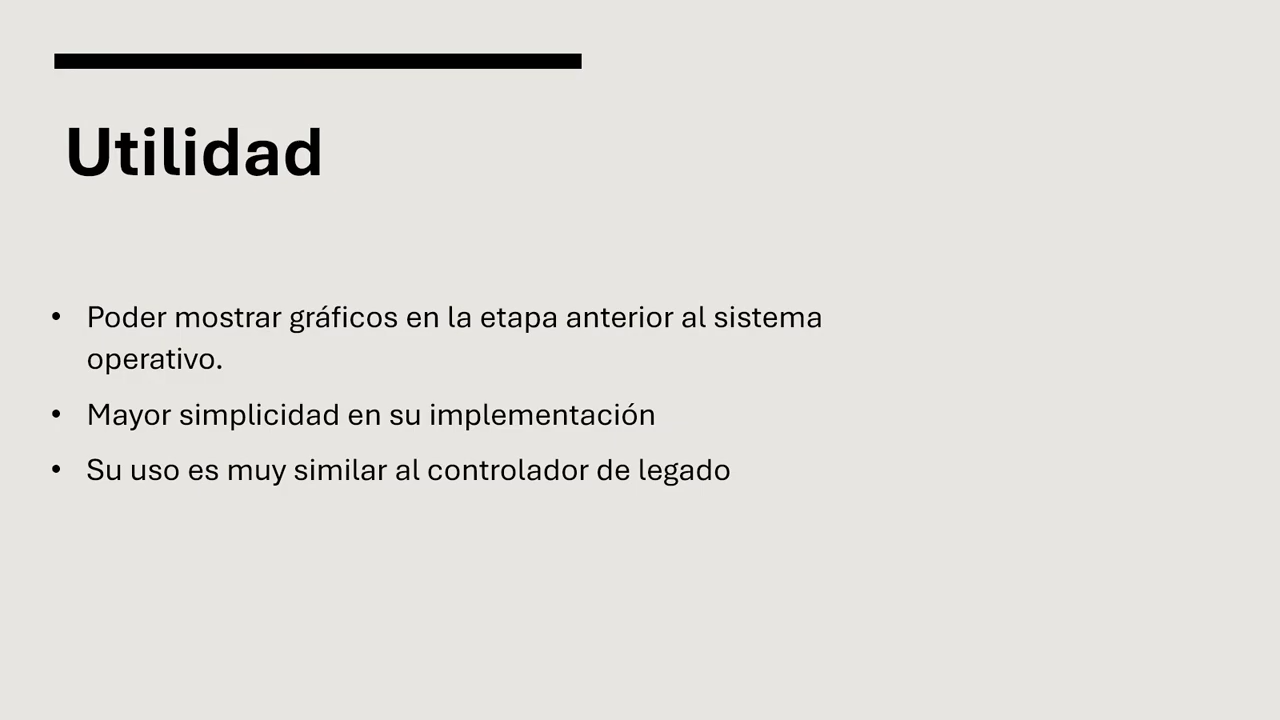 Utilidad
• Poder mostrar gráficos en la etapa anterior al sistema
operativo.
• Mayor simplicidad en su implementación
• Su uso es muy similar al controlador de legado